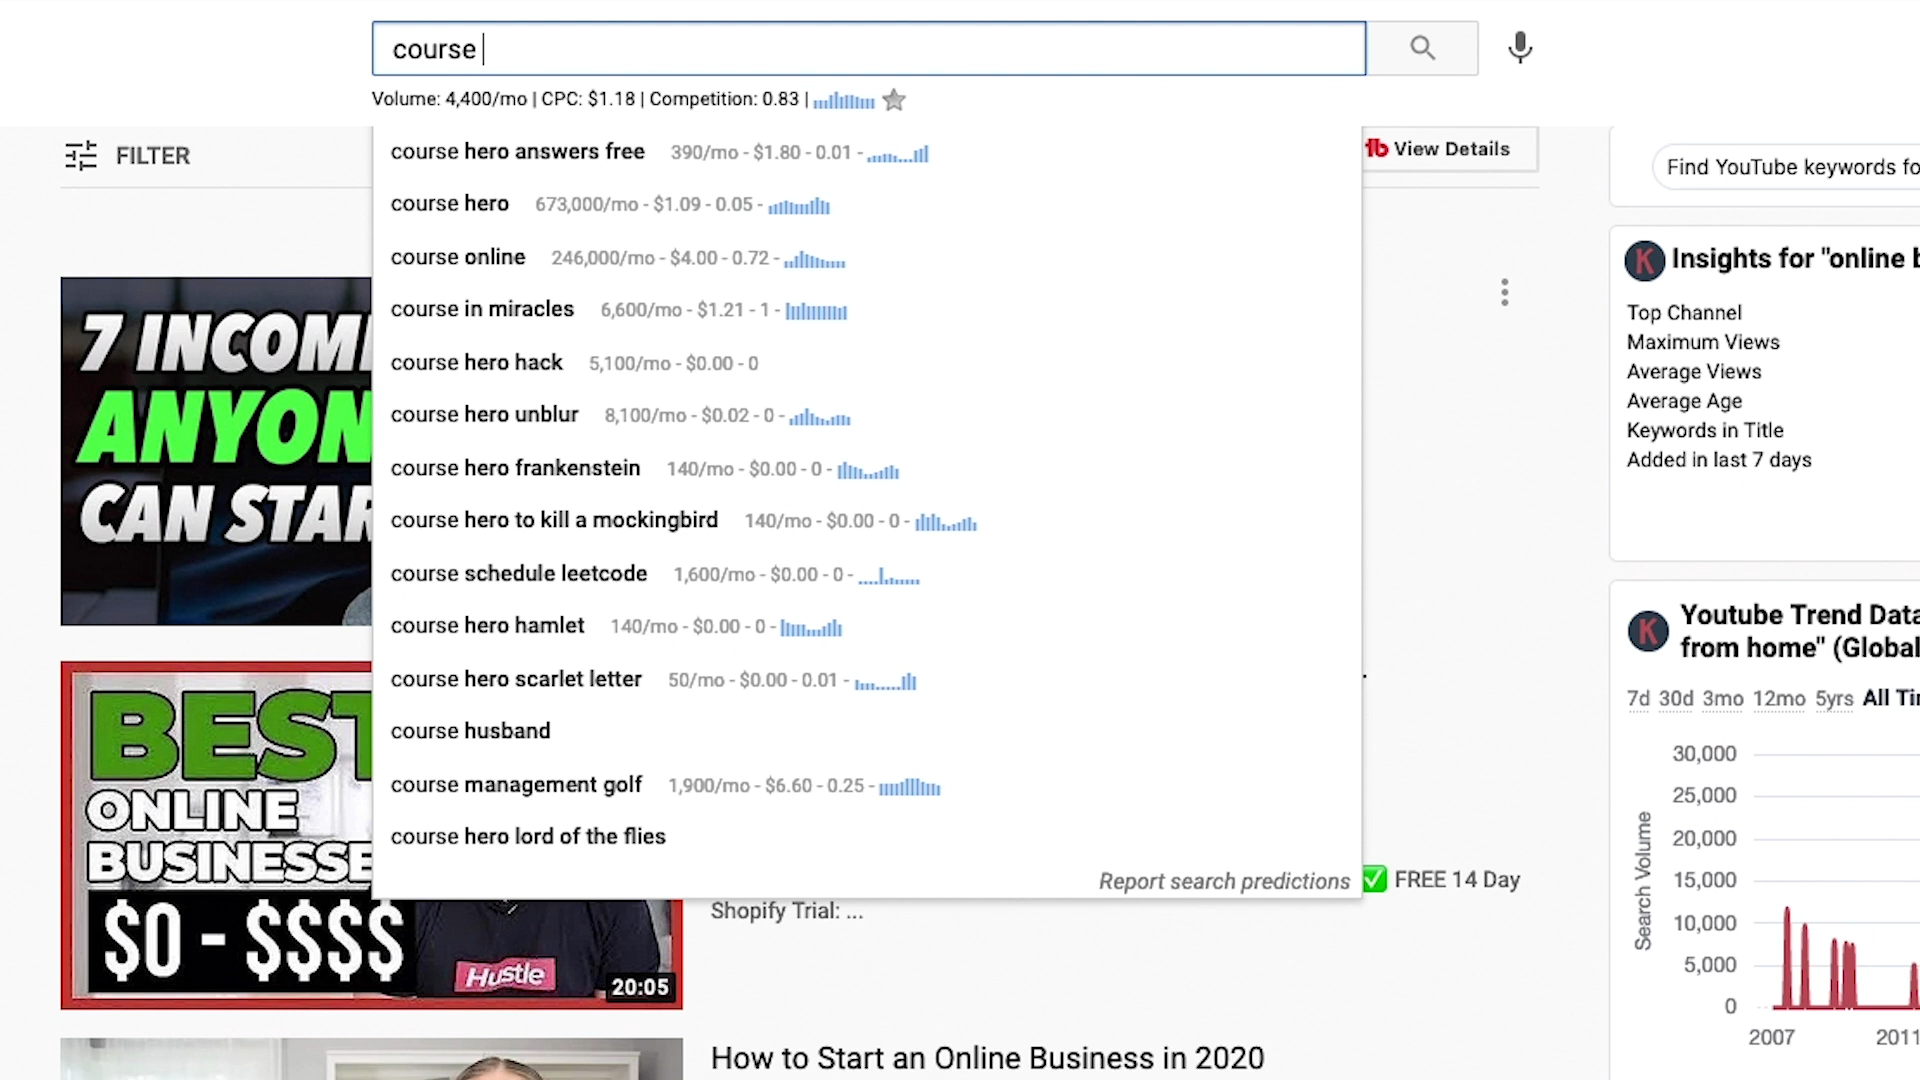 course
Volume: 4,400/mo | CPC: $1.18 | Competition: 0.83 |
FILTER
course hero answers free 390/mo - $1.80 - 0.01 -
course hero 673,000/mo - $1.09 - 0.05 -
course online 246,000/mo - $4.00 - 0.72 -
course in miracles 6,600/mo - $1.21 - 1 -
course hero hack 5,100/mo - $0.00 - 0
course hero unblur 8,100/mo - $0.02 - 0 -
course hero frankenstein 140/mo - $0.00 - 0 -
course hero to kill a mockingbird 140/mo - $0.00 - 0 -
course schedule leetcode 1,600/mo - $0.00 - 0 -
course hero hamlet 140/mo - $0.00 - 0 -
course hero scarlet letter 50/mo - $0.00 - 0.01 -
course husband
course management golf 1,900/mo - $6.60 - 0.25 -
course hero lord of the flies
Report search predictions
tb View Details
7 INCOM
ANYON
CAN STAR
BEST
ONLINE
BUSINESSE
$0 - $$$$
Hustle
20:05
FREE 14 Day
Shopify Trial: ...
How to Start an Online Business in 2020
Find YouTube keywords fo
K Insights for "online b
Top Channel
Maximum Views
Average Views
Average Age
Keywords in Title
Added in last 7 days
K Youtube Trend Data
from home" (Global
7d 30d 3mo 12mo 5yrs All Ti
Search Volume
30,000
25,000
20,000
15,000
10,000
5,000
0
2007 2011